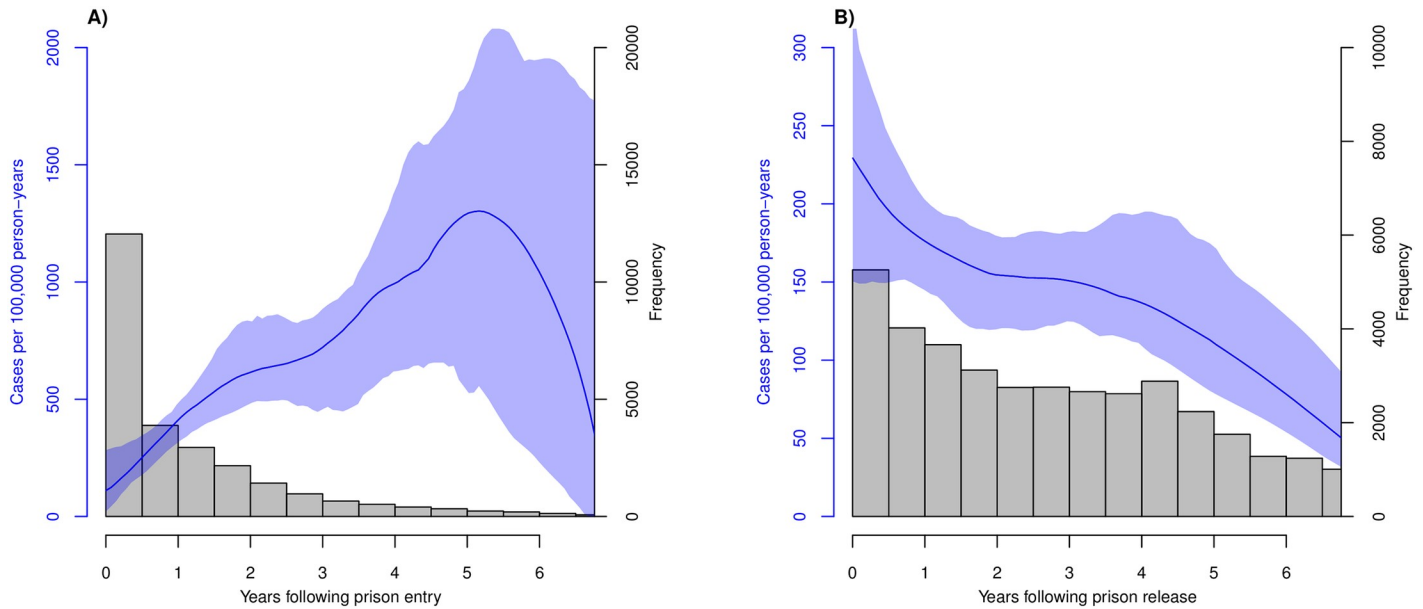 A)
Cases per 100,000 person−years
0
500
1000
1500
2000
0
5000
10000
15000
20000
Frequency
0 1 2 3 4 5 6
Years following prison entry
B)
Cases per 100,000 person−years
0
50
100
150
200
250
300
0
2000
4000
6000
8000
10000
Frequency
0 1 2 3 4 5 6
Years following prison release